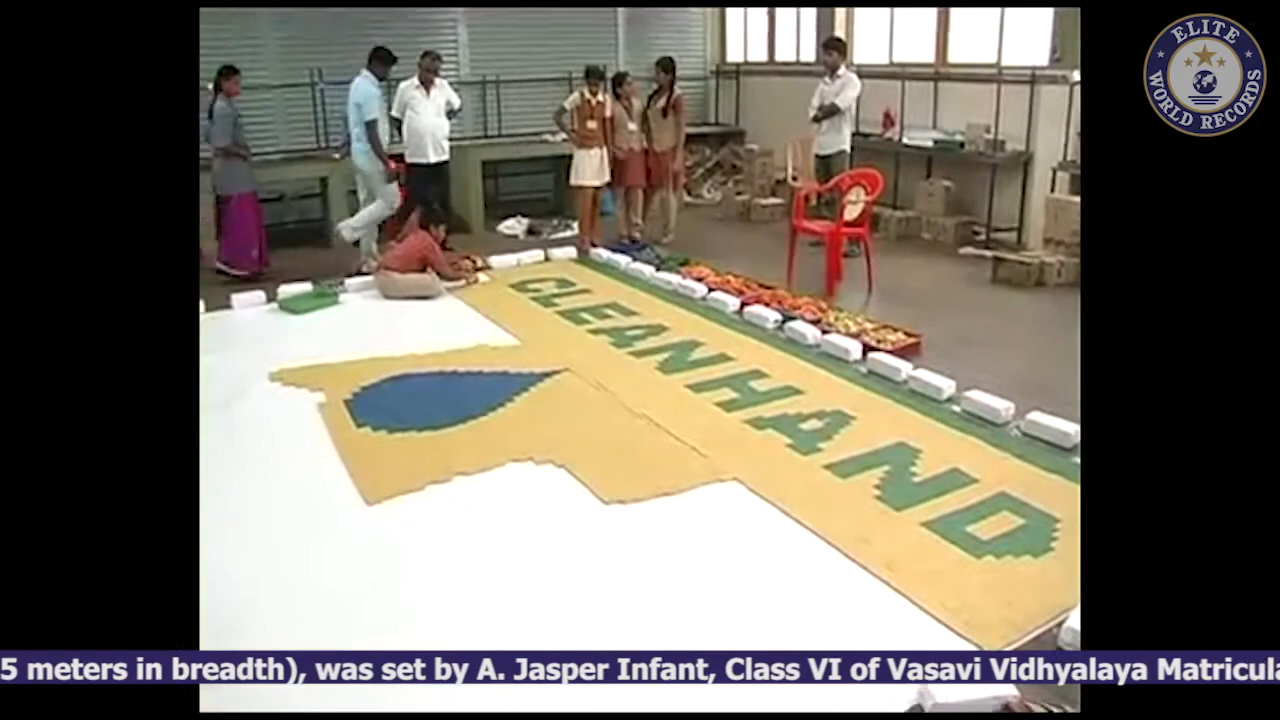 ELITE
WORLD RECORDS
CLEANHAND
5 meters in breadth), was set by A. Jasper Infant, Class VI of Vasavi Vidhyalaya Matricula